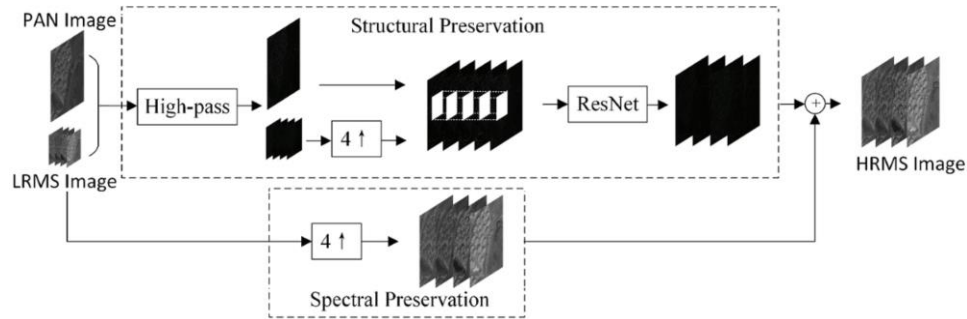 PAN Image
Structural Preservation
High-pass
4 ↑
ResNet
+
HRMS Image
LRMS Image
4 ↑
Spectral Preservation